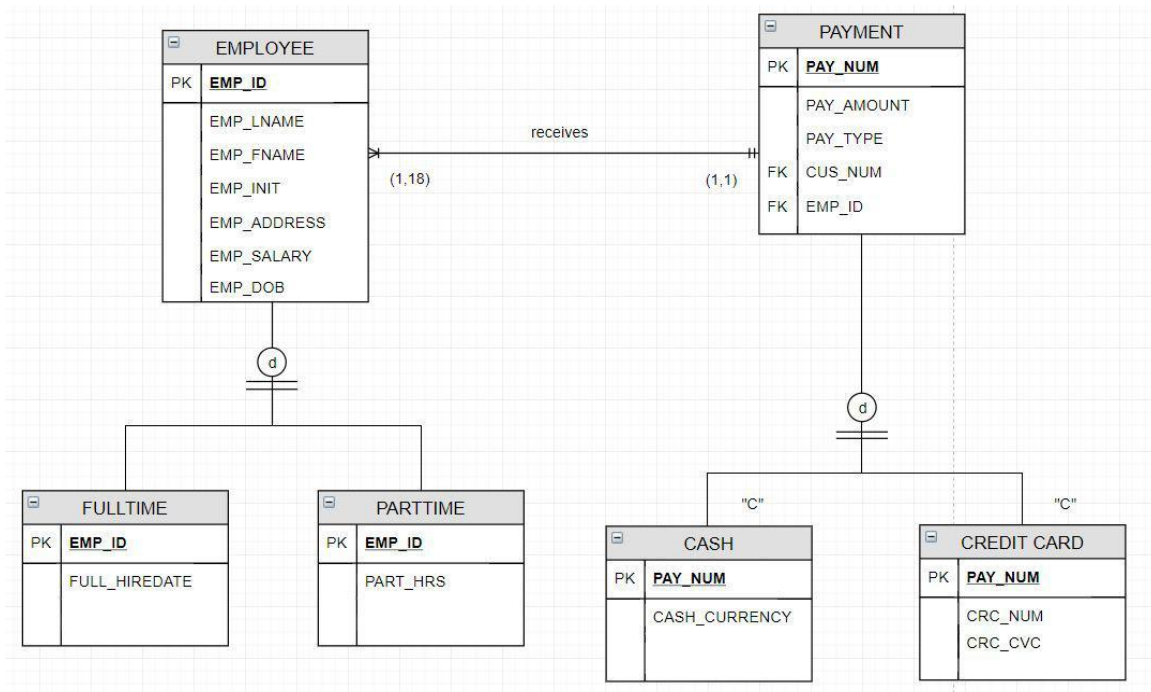 EMPLOYEE
PK EMP_ID
EMP_LNAME
EMP_FNAME
EMP_INIT
EMP_ADDRESS
EMP_SALARY
EMP_DOB
receives
(1,18)
(1,1)
PAYMENT
PK PAY_NUM
PAY_AMOUNT
PAY_TYPE
FK CUS_NUM
FK EMP_ID
d
d
FULLTIME
PK EMP_ID
FULL_HIREDATE
PARTTIME
PK EMP_ID
PART_HRS
"C"
"C"
CASH
PK PAY_NUM
CASH_CURRENCY
CREDIT CARD
PK PAY_NUM
CRC_NUM
CRC_CVC